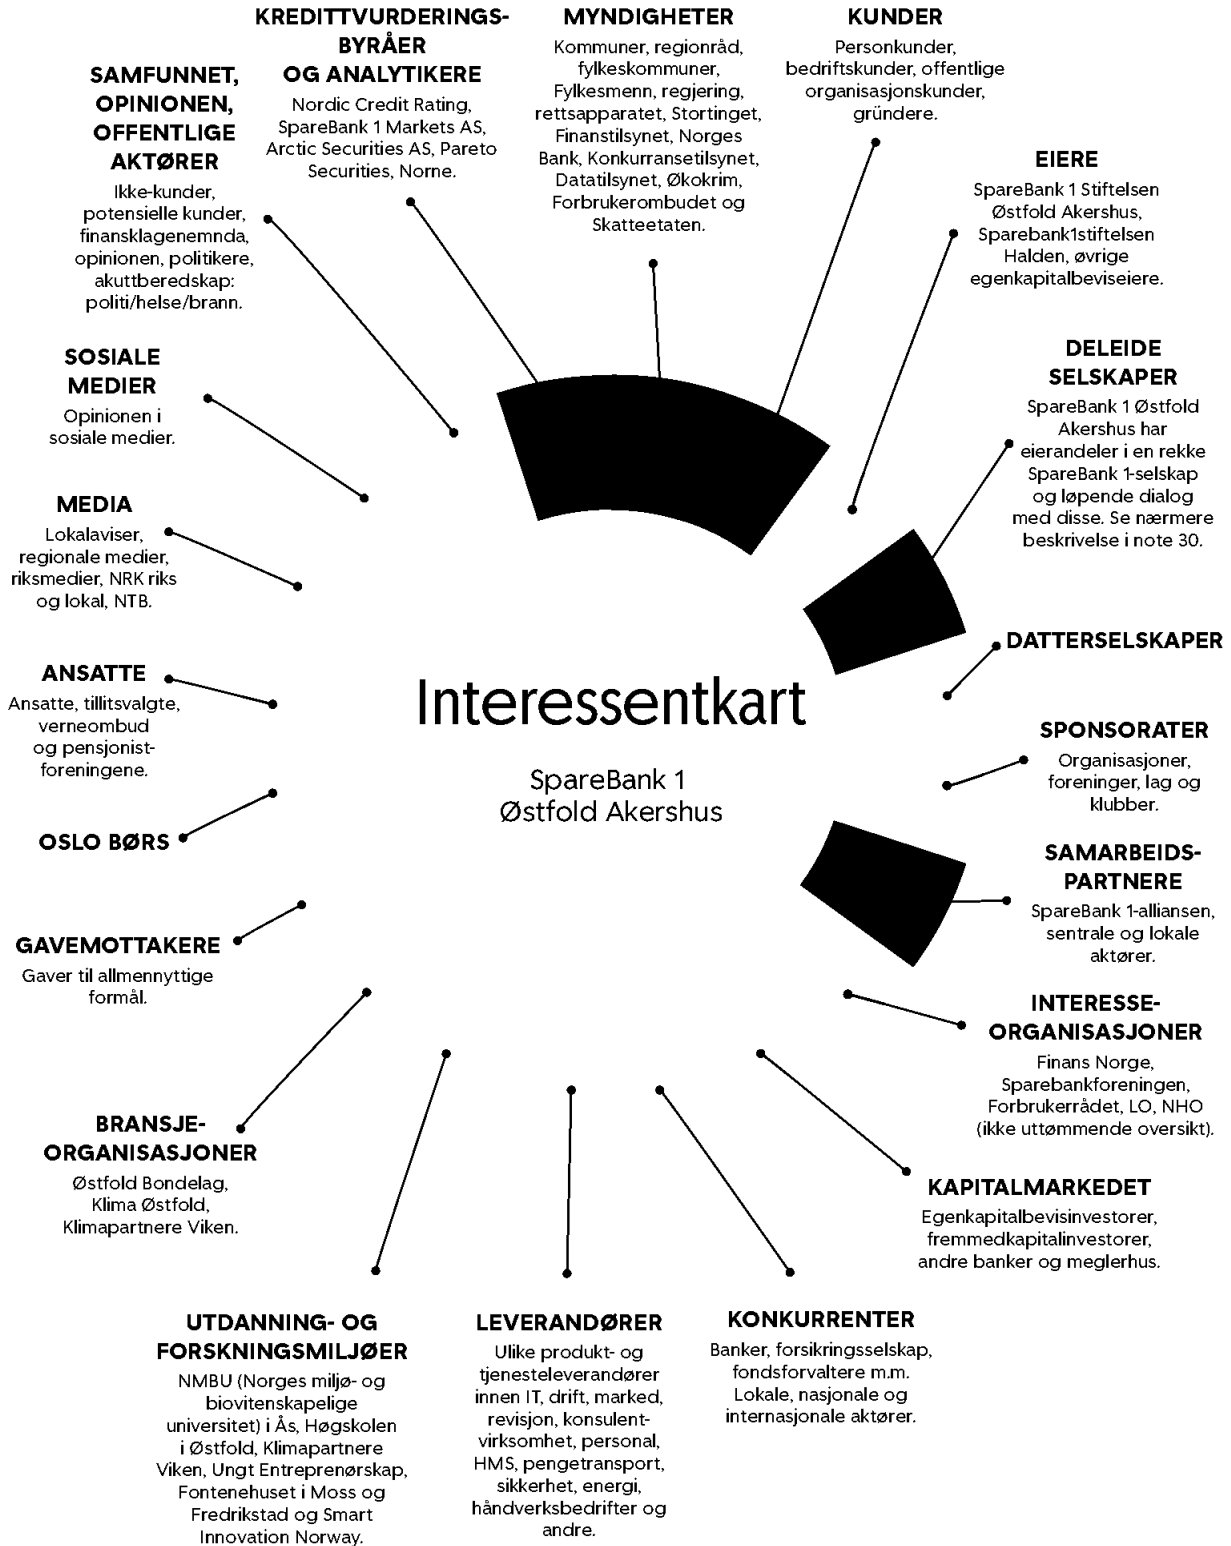 KREDITTVURDERINGS-
BYRÅER
OG ANALYTIKERE
Nordic Credit Rating,
SpareBank 1 Markets AS,
Arctic Securities AS, Pareto
Securities, Norne.
MYNDIGHETER
Kommuner, regionråd,
fylkeskommuner,
Fylkesmenn, regjering,
rettsapparatet, Stortinget,
Finanstilsynet, Norges
Bank, Konkurransetilsynet,
Datatilsynet, Økokrim,
Forbrukerombudet og
Skatteetaten.
KUNDER
Personkunder,
bedriftskunder, offentlige
organisasjonskunder,
gründere.
EIERE
SpareBank 1 Stiftelsen
Østfold Akershus,
Sparebank1stiftelsen
Halden, øvrige
egenkapitalbeviseiere.
DELEIDE
SELSKAPER
SpareBank 1 Østfold
Akershus har
eierandeler i en rekke
SpareBank 1-selskap
og løpende dialog
med disse. Se nærmere
beskrivelse i note 30.
DATTERSELSKAPER
SPONSORATER
Organisasjoner,
foreninger, lag og
klubber.
SAMARBEIDS-
PARTNERE
SpareBank 1-alliansen,
sentrale og lokale
aktører.
INTERESSE-
ORGANISASJONER
Finans Norge,
Sparebankforeningen,
Forbrukerrådet, LO, NHO
(ikke uttømmende oversikt).
KAPITALMARKEDET
Egenkapitalbevisinvestorer,
fremmedkapitalinvestorer,
andre banker og meglerhus.
KONKURRENTER
Banker, forsikringsselskap,
fondsforvaltere m.m.
Lokale, nasjonale og
internasjonale aktører.
LEVERANDØRER
Ulike produkt- og
tjenesteleverandører
innen IT, drift, marked,
revisjon, konsulent-
virksomhet, personal,
HMS, pengetransport,
sikkerhet, energi,
håndverksbedrifter og
andre.
UTDANNING- OG
FORSKNINGSMILJØER
NMBU (Norges miljø- og
biovitenskapelige
universitet) i Ås, Høgskolen
i Østfold, Klimapartnere
Viken, Ungt Entreprenørskap,
Fontenehuset i Moss og
Fredrikstad og Smart
Innovation Norway.
BRANSJE-
ORGANISASJONER
Østfold Bondelag,
Klima Østfold,
Klimapartnere Viken.
GAVEMOTTAKERE
Gaver til allmennyttige
formål.
OSLO BØRS
ANSATTE
Ansatte, tillitsvalgte,
verneombud
og pensjonist-
foreningene.
MEDIA
Lokalaviser,
regionale medier,
riksmedier, NRK riks
og lokal, NTB.
SOSIALE
MEDIER
Opinionen i
sosiale medier.
SAMFUNNET,
OPINIONEN,
OFFENTLIGE
AKTØRER
Ikke-kunder,
potensielle kunder,
finansklagenemnda,
opinionen, politikere,
akuttberedskap:
politi/helse/brann.
Interessentkart
SpareBank 1
Østfold Akershus